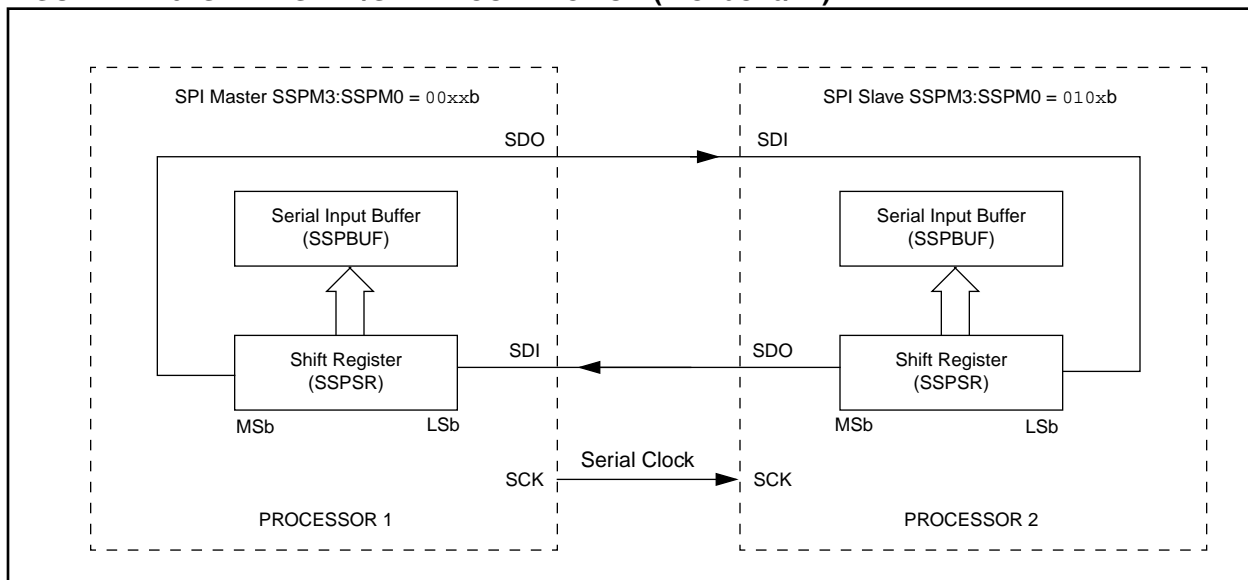 SPI Master SSPM3:SSPM0 = 00xxb
SPI Slave SSPM3:SSPM0 = 010xb
SDO
SDI
Serial Input Buffer
(SSPBUF)
Serial Input Buffer
(SSPBUF)
Shift Register
(SSPSR)
SDI
SDO
Shift Register
(SSPSR)
MSb
LSb
MSb
LSb
SCK
Serial Clock
SCK
PROCESSOR 1
PROCESSOR 2